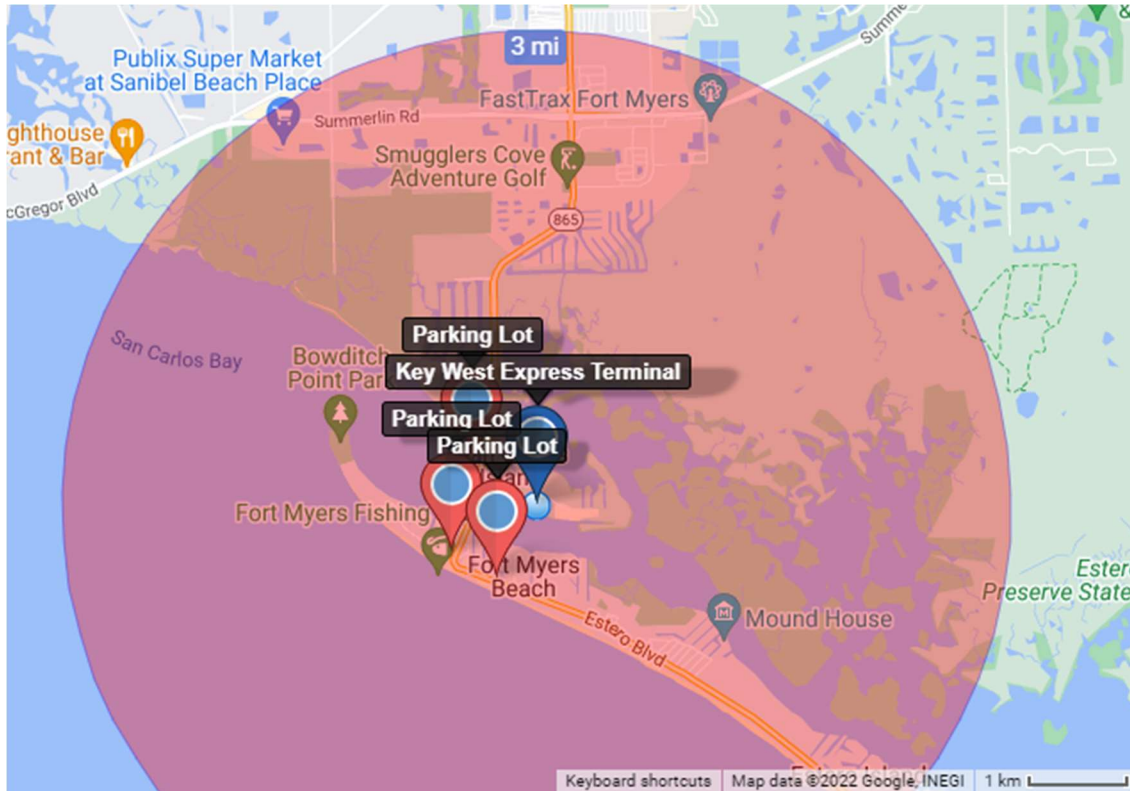 3 mi
&
Publix Super Market
at Sanibel Beach Place
Summerlin Rd
FastTrax Fort Myers
Summe
ghthouse
rant & Bar
Smugglers Cove
Adventure Golf
cGregor Blvd
865
San Carlos Bay
Parking Lot
Bowditch
Point Par
Key West Express Terminal
Parking Lot
Parking Lot
Islan
Fort Myers Fishing
Fort Myers
Beach
Estero Blvd
Mound House
Ester
Preserve State
Keyboard shortcuts
Map data ©2022 Google, INEGI
1 km